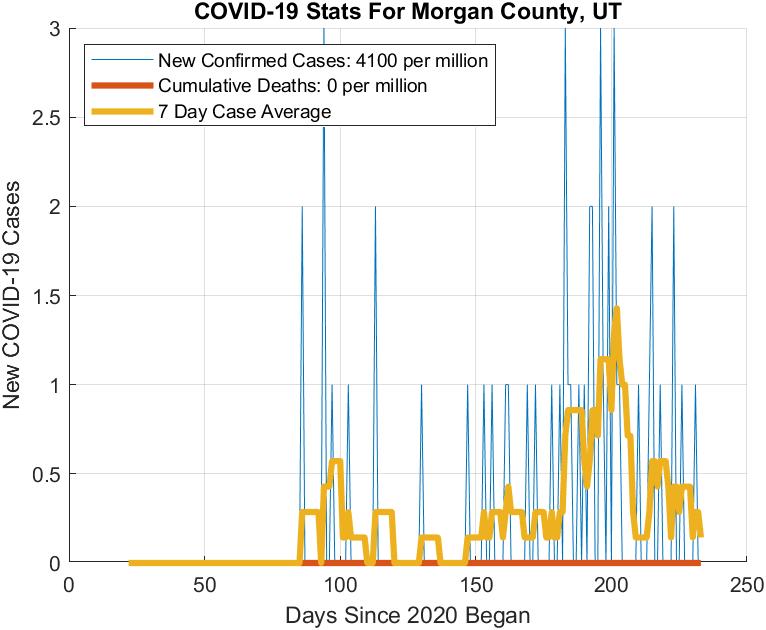 COVID-19 Stats For Morgan County, UT
New Confirmed Cases: 4100 per million
Cumulative Deaths: 0 per million
7 Day Case Average
New COVID-19 Cases
3
2.5
2
1.5
1
0.5
0
0 50 100 150 200 250
Days Since 2020 Began